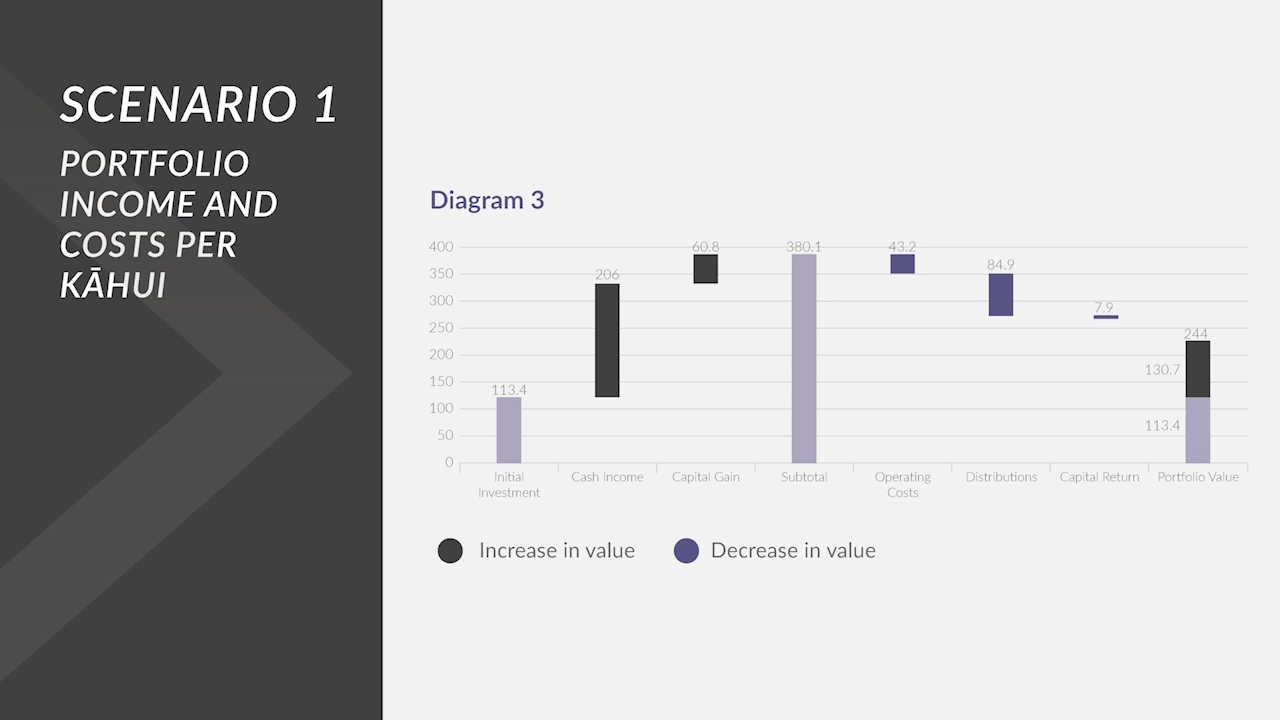 SCENARIO 1
PORTFOLIO
INCOME AND
COSTS PER
KĀHUI
Diagram 3
400
350
300
250
200
150
100
50
0
113.4
206
60.8
380.1
43.2
84.9
7.9
244
130.7
113.4
Initial
Investment
Cash Income
Capital Gain
Subtotal
Operating
Costs
Distributions
Capital Return
Portfolio Value
Increase in value
Decrease in value